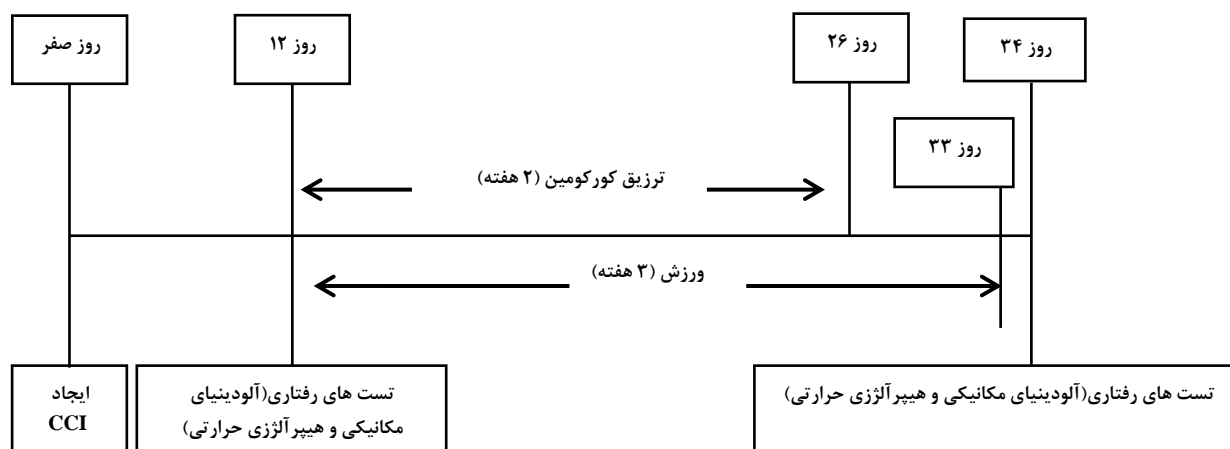 روز صفر
روز ۱۲
روز ۲۶
روز ۳۴
روز ۳۳
ترزیق کورکومین (۲ هفته)
ورزش (۳ هفته)
ایجاد
CCI
تست های رفتاری(آلودینیای
مکانیکی و هیپرآلژزی حرارتی)
تست های رفتاری(آلودینیای مکانیکی و هیپرآلژزی حرارتی)